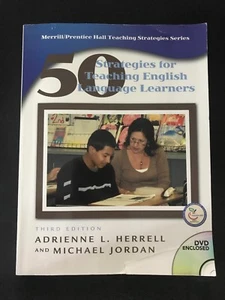 Merrill/Prentice Hall Teaching Strategies Series
50 Strategies for
Teaching English
Language Learners
THIRD EDITION
ADRIENNE L. HERRELL
AND MICHAEL JORDAN
DVD
ENCLOSED